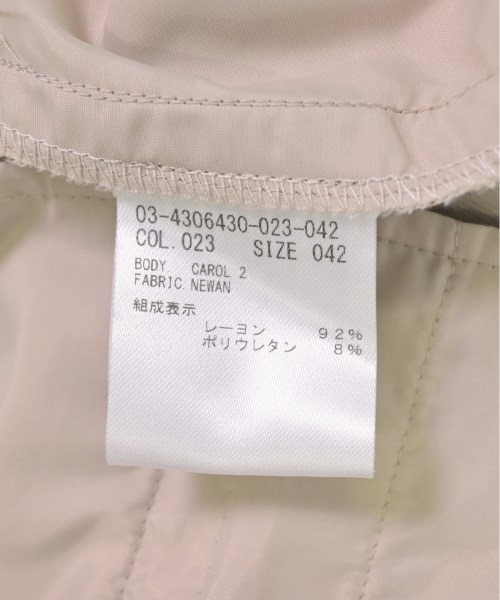 03-4306430-023-042
COL.023 SIZE 042
BODY. CAROL 2
FABRIC.NEWAN
組成表示
レーヨン 92%
ポリウレタン 8%